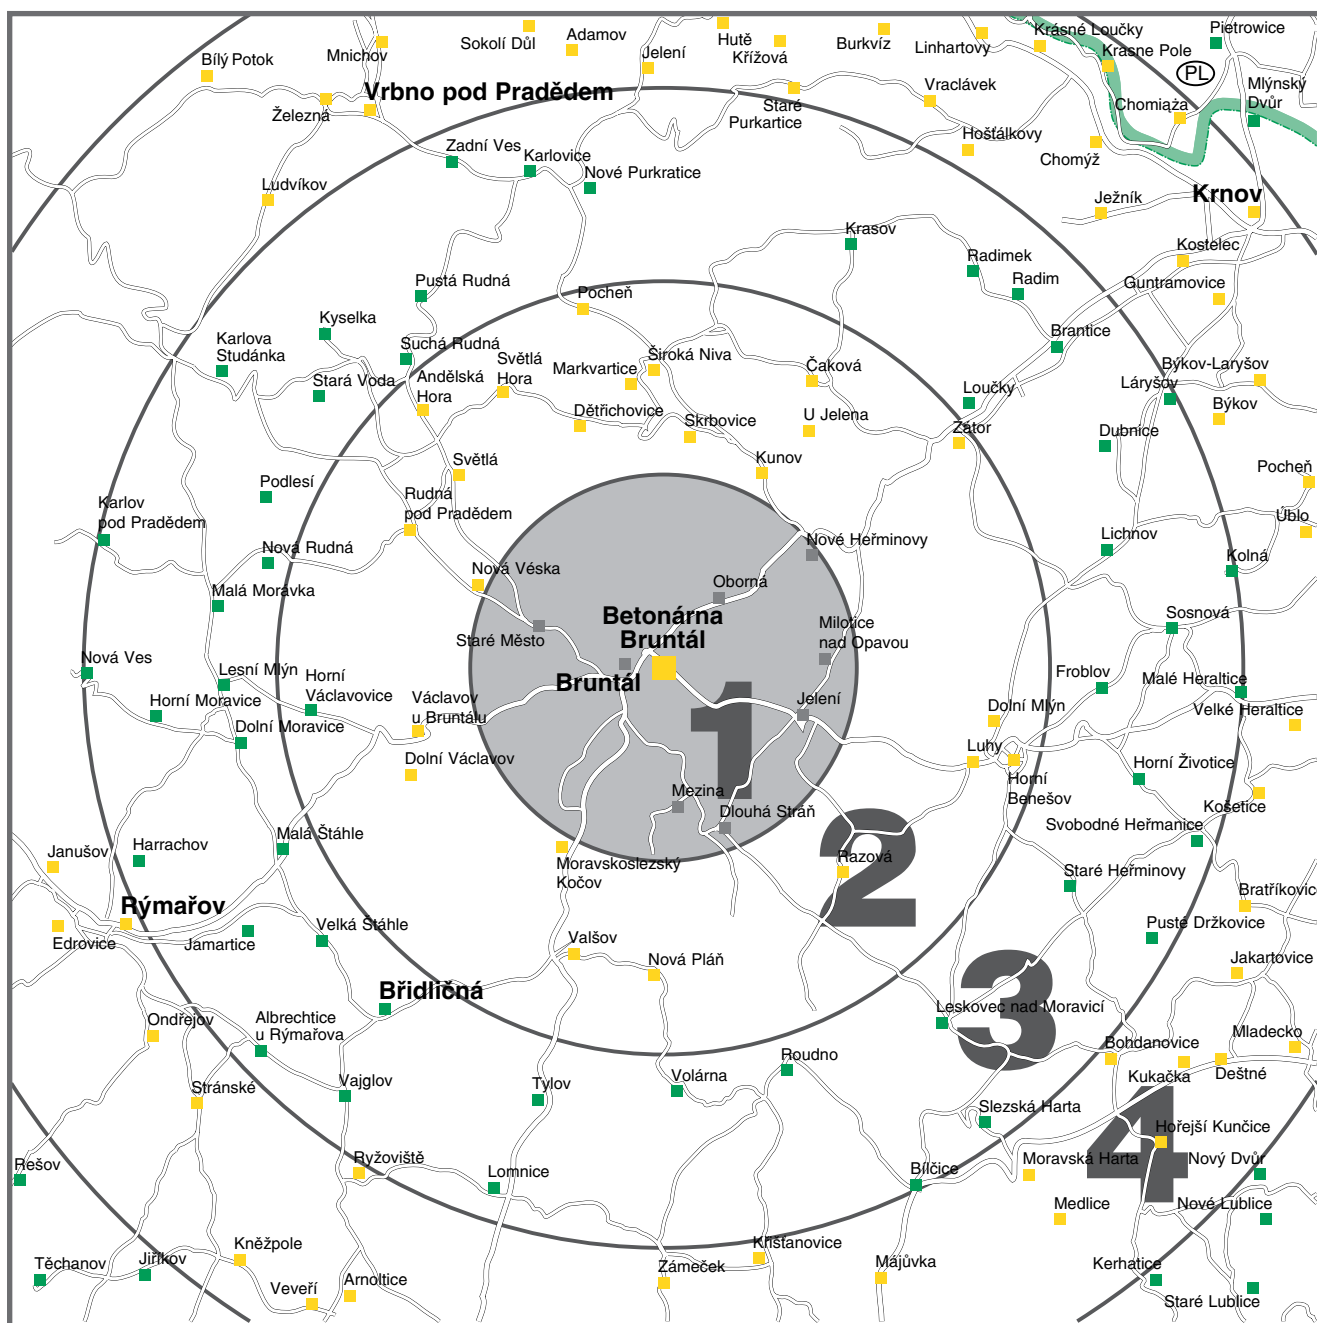 Sokolí Důl
Adamov
Hutě
Křížová
Burkvíz
Linhartovy
Krásné Loučky
Pietrowice
Bílý Potok
Mnichov
Jelení
Krasne Pole
PL
Mlýnský
Dvůr
Vrbno pod Pradědem
Železná
Staré
Purkartice
Vraclávek
Chomiąża
Hošťálkovy
Chomýž
Zadní Ves
Karlovice
Nové Purkratice
Ludvíkov
Ježník
Krnov
Krasov
Kostelec
Radimek
Radim
Guntramovice
Pustá Rudná
Pocheň
Kyselka
Karlova
Studánka
Suchá Rudná
Brantice
Stará Voda
Andělská
Hora
Světlá
Hora
Markvartice
Široká Niva
Čaková
Loučky
Láryšov
Býkov-Laryšov
Býkov
Dětřichovice
Skrbovice
U Jelena
Zátor
Dubnice
Světlá
Kunov
Pocheň
Podlesí
Karlov
pod Pradědem
Rudná
pod Pradědem
Úblo
Nová Rudná
Nové Heřminovy
Lichnov
Kolná
Malá Morávka
Nová Véska
Oborná
Sosnová
Staré Město
Betonárna
Bruntál
Milotice
nad Opavou
Nová Ves
Lesní Mlýn
Horní
Václavovice
Bruntál
Froblov
Malé Heraltice
Horní Moravice
Dolní Moravice
Václavov
u Bruntálu
1
Jelení
Dolní Mlýn
Velké Heraltice
Dolní Václavov
Luhy
Horní
Benešov
Horní Životice
Mezina
Dlouhá Stráň
Košetice
Janušov
Harrachov
Malá Štáhle
Moravskoslezský
Kočov
2
Razová
Svobodné Heřmanice
Staré Heřminovy
Bratříkovice
Rýmařov
Edrovice
Jamartice
Velká Štáhle
Pusté Držkovice
Valšov
Nová Pláň
3
Jakartovice
Břidličná
Leskovec nad Moravicí
Ondřejov
Albrechtice
u Rýmařova
Bohdanovice
Mladecko
Stránské
Vajglov
Tylov
Volárna
Roudno
Kukačka
Deštné
Slezská Harta
4
Hořejší Kunčice
Rešov
Ryžoviště
Lomnice
Bílčice
Moravská Harta
Nový Dvůr
Medlice
Nové Lublice
Těchanov
Jiříkov
Kněžpole
Veveří
Arnoltice
Zámeček
Křišťanovice
Májůvka
Kerhatice
Staré Lublice